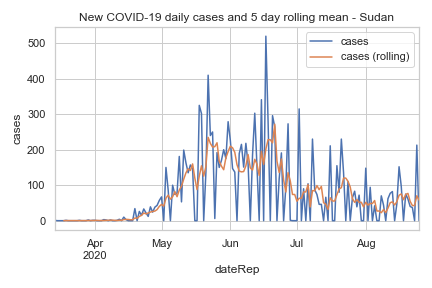 New COVID-19 daily cases and 5 day rolling mean - Sudan
cases
cases (rolling)
500
400
300
200
100
0
cases
Apr
2020
May
Jun
Jul
Aug
dateRep